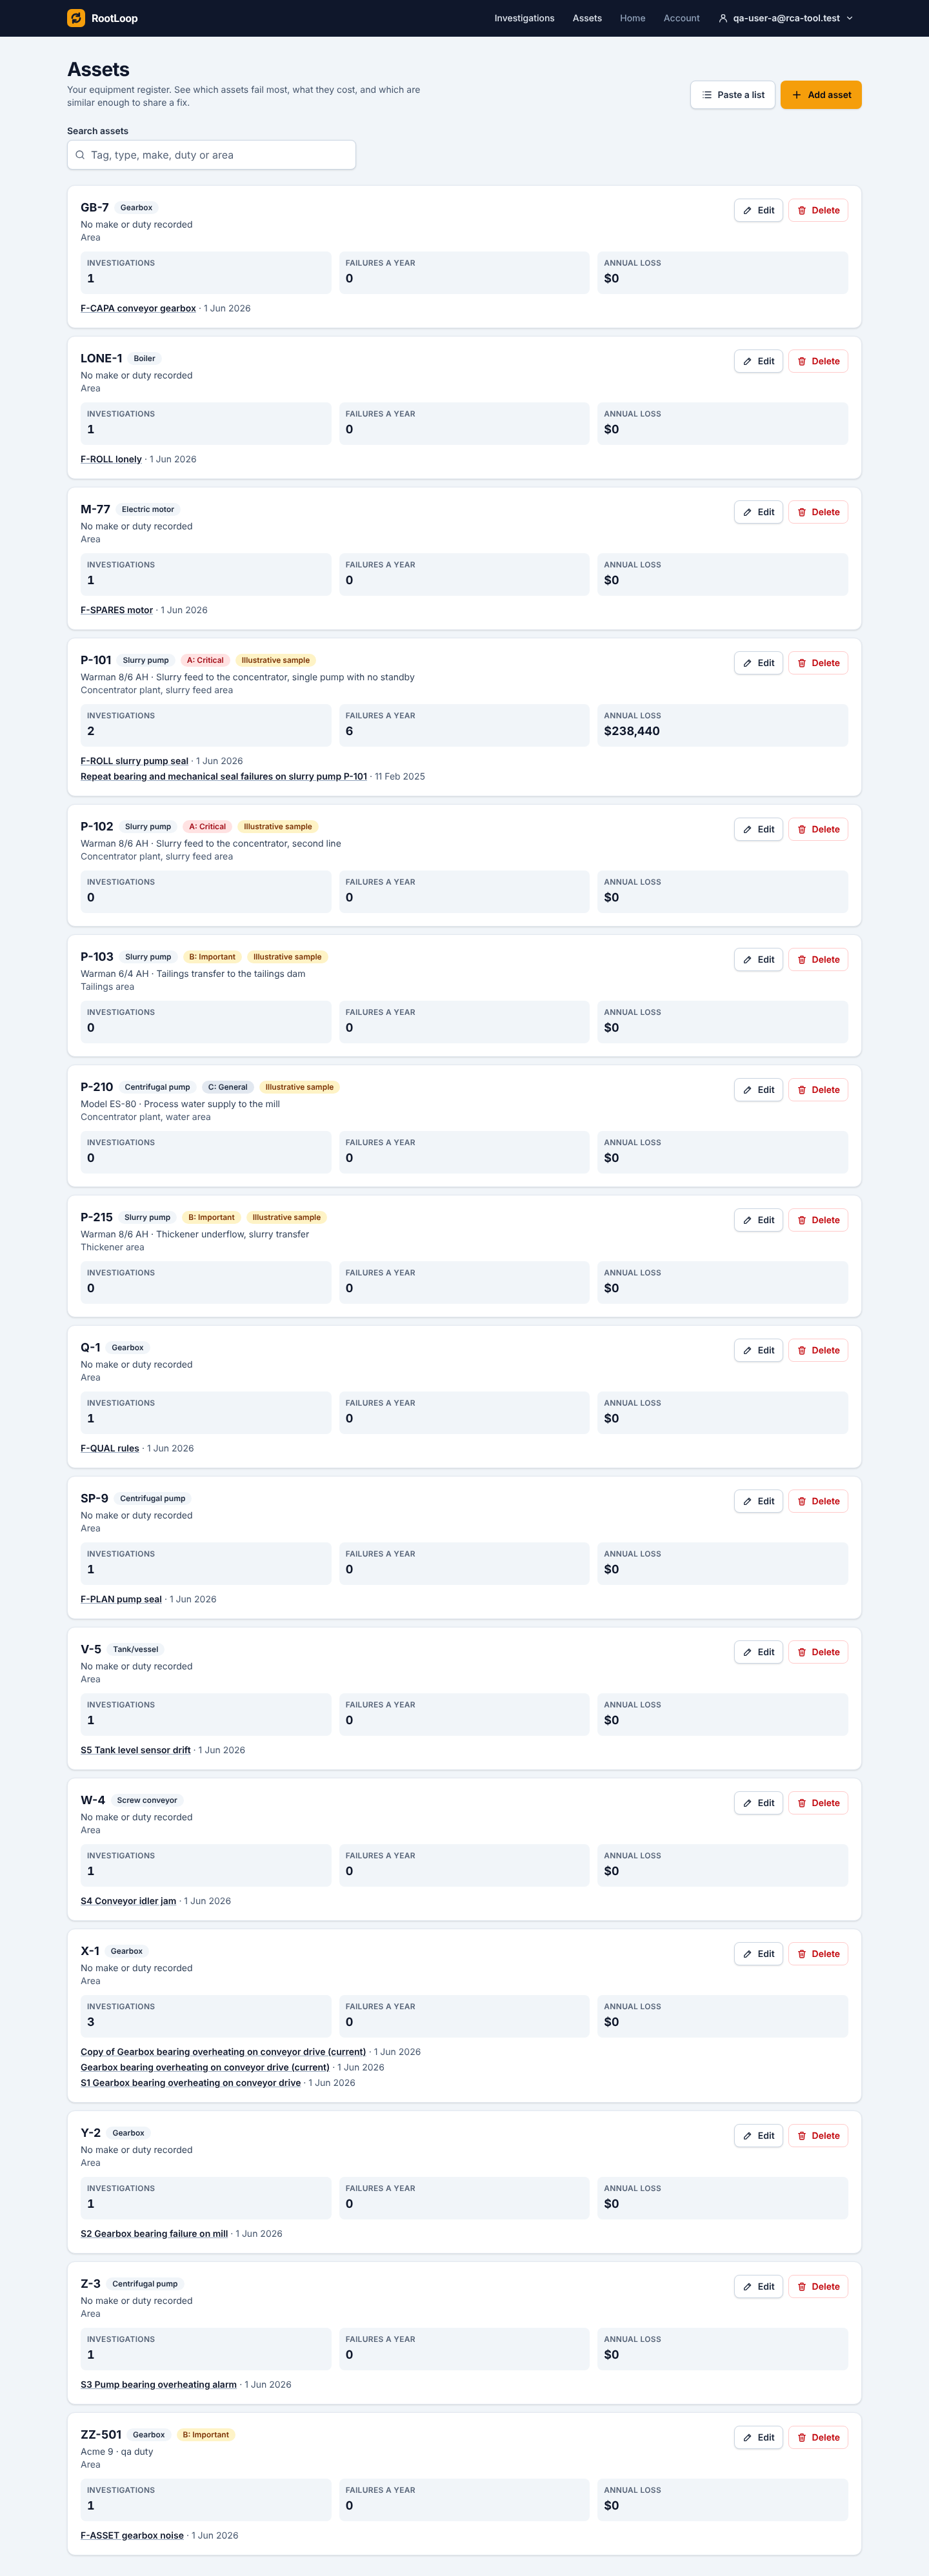 RootLoop
Investigations Assets Home Account qa-user-a@rca-tool.test
Assets
Your equipment register. See which assets fail most, what they cost, and which are
similar enough to share a fix.
Paste a list Add asset
Search assets
Tag, type, make, duty or area
GB-7 Gearbox Edit Delete
No make or duty recorded
Area
INVESTIGATIONS FAILURES A YEAR ANNUAL LOSS
1 0 $0
F-CAPA conveyor gearbox · 1 Jun 2026
LONE-1 Boiler Edit Delete
No make or duty recorded
Area
INVESTIGATIONS FAILURES A YEAR ANNUAL LOSS
1 0 $0
F-ROLL lonely · 1 Jun 2026
M-77 Electric motor Edit Delete
No make or duty recorded
Area
INVESTIGATIONS FAILURES A YEAR ANNUAL LOSS
1 0 $0
F-SPARES motor · 1 Jun 2026
P-101 Slurry pump A: Critical Illustrative sample Edit Delete
Warman 8/6 AH · Slurry feed to the concentrator, single pump with no standby
Concentrator plant, slurry feed area
INVESTIGATIONS FAILURES A YEAR ANNUAL LOSS
2 6 $238,440
F-ROLL slurry pump seal · 1 Jun 2026
Repeat bearing and mechanical seal failures on slurry pump P-101 · 11 Feb 2025
P-102 Slurry pump A: Critical Illustrative sample Edit Delete
Warman 8/6 AH · Slurry feed to the concentrator, second line
Concentrator plant, slurry feed area
INVESTIGATIONS FAILURES A YEAR ANNUAL LOSS
0 0 $0
P-103 Slurry pump B: Important Illustrative sample Edit Delete
Warman 6/4 AH · Tailings transfer to the tailings dam
Tailings area
INVESTIGATIONS FAILURES A YEAR ANNUAL LOSS
0 0 $0
P-210 Centrifugal pump C: General Illustrative sample Edit Delete
Model ES-80 · Process water supply to the mill
Concentrator plant, water area
INVESTIGATIONS FAILURES A YEAR ANNUAL LOSS
0 0 $0
P-215 Slurry pump B: Important Illustrative sample Edit Delete
Warman 8/6 AH · Thickener underflow, slurry transfer
Thickener area
INVESTIGATIONS FAILURES A YEAR ANNUAL LOSS
0 0 $0
Q-1 Gearbox Edit Delete
No make or duty recorded
Area
INVESTIGATIONS FAILURES A YEAR ANNUAL LOSS
1 0 $0
F-QUAL rules · 1 Jun 2026
SP-9 Centrifugal pump Edit Delete
No make or duty recorded
Area
INVESTIGATIONS FAILURES A YEAR ANNUAL LOSS
1 0 $0
F-PLAN pump seal · 1 Jun 2026
V-5 Tank/vessel Edit Delete
No make or duty recorded
Area
INVESTIGATIONS FAILURES A YEAR ANNUAL LOSS
1 0 $0
S5 Tank level sensor drift · 1 Jun 2026
W-4 Screw conveyor Edit Delete
No make or duty recorded
Area
INVESTIGATIONS FAILURES A YEAR ANNUAL LOSS
1 0 $0
S4 Conveyor idler jam · 1 Jun 2026
X-1 Gearbox Edit Delete
No make or duty recorded
Area
INVESTIGATIONS FAILURES A YEAR ANNUAL LOSS
3 0 $0
Copy of Gearbox bearing overheating on conveyor drive (current) · 1 Jun 2026
Gearbox bearing overheating on conveyor drive (current) · 1 Jun 2026
S1 Gearbox bearing overheating on conveyor drive · 1 Jun 2026
Y-2 Gearbox Edit Delete
No make or duty recorded
Area
INVESTIGATIONS FAILURES A YEAR ANNUAL LOSS
1 0 $0
S2 Gearbox bearing failure on mill · 1 Jun 2026
Z-3 Centrifugal pump Edit Delete
No make or duty recorded
Area
INVESTIGATIONS FAILURES A YEAR ANNUAL LOSS
1 0 $0
S3 Pump bearing overheating alarm · 1 Jun 2026
ZZ-501 Gearbox B: Important Edit Delete
Acme 9 · qa duty
Area
INVESTIGATIONS FAILURES A YEAR ANNUAL LOSS
1 0 $0
F-ASSET gearbox noise · 1 Jun 2026